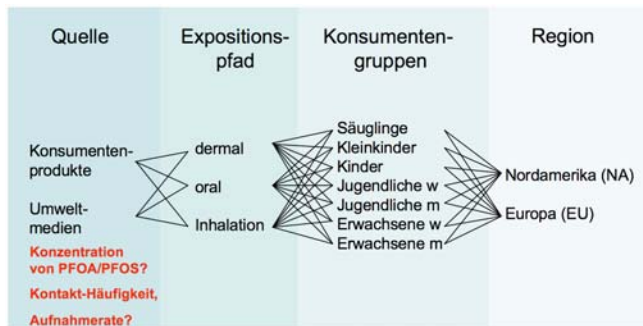 Quelle
Expositions-
pfad
Konsumenten-
gruppen
Region
Konsumenten-
produkte
Umwelt-
medien
Konzentration
von PFOA/PFOS?
Kontakt-Häufigkeit,
Aufnahmerate?
dermal
oral
Inhalation
Säuglinge
Kleinkinder
Kinder
Jugendliche w
Jugendliche m
Erwachsene w
Erwachsene m
Nordamerika (NA)
Europa (EU)